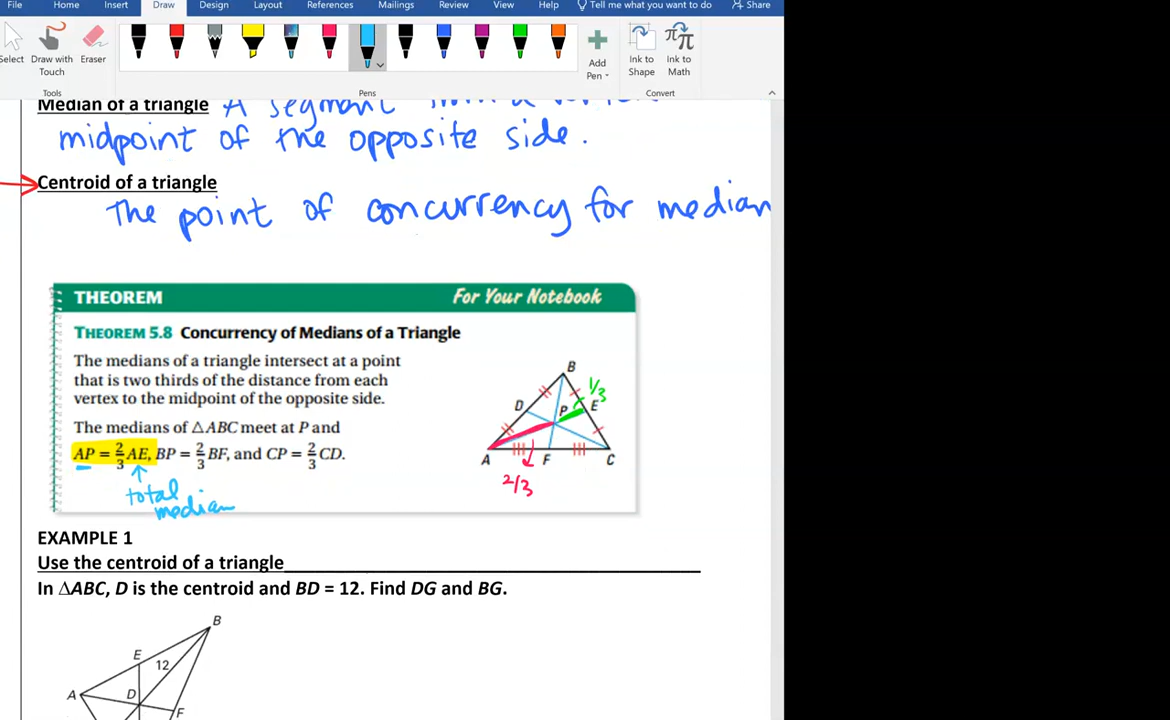 File Home Insert Draw Design Layout References Mailings Review View Help Tell me what you want to do Share
Select Draw with Touch Eraser
Add Pen
Ink to Shape
Ink to Math
Tools Pens Convert
Median of a triangle A segment
midpoint of the opposite side.
Centroid of a triangle
The point of concurrency for median
THEOREM For Your Notebook
THEOREM 5.8 Concurrency of Medians of a Triangle
The medians of a triangle intersect at a point
that is two thirds of the distance from each
vertex to the midpoint of the opposite side.
The medians of △ABC meet at P and
AP = 2/3 AE, BP = 2/3 BF, and CP = 2/3 CD.
total
median
B
1/3
D P E
A F C
2/3
EXAMPLE 1
Use the centroid of a triangle
In △ABC, D is the centroid and BD = 12. Find DG and BG.
B
E 12
A D
F